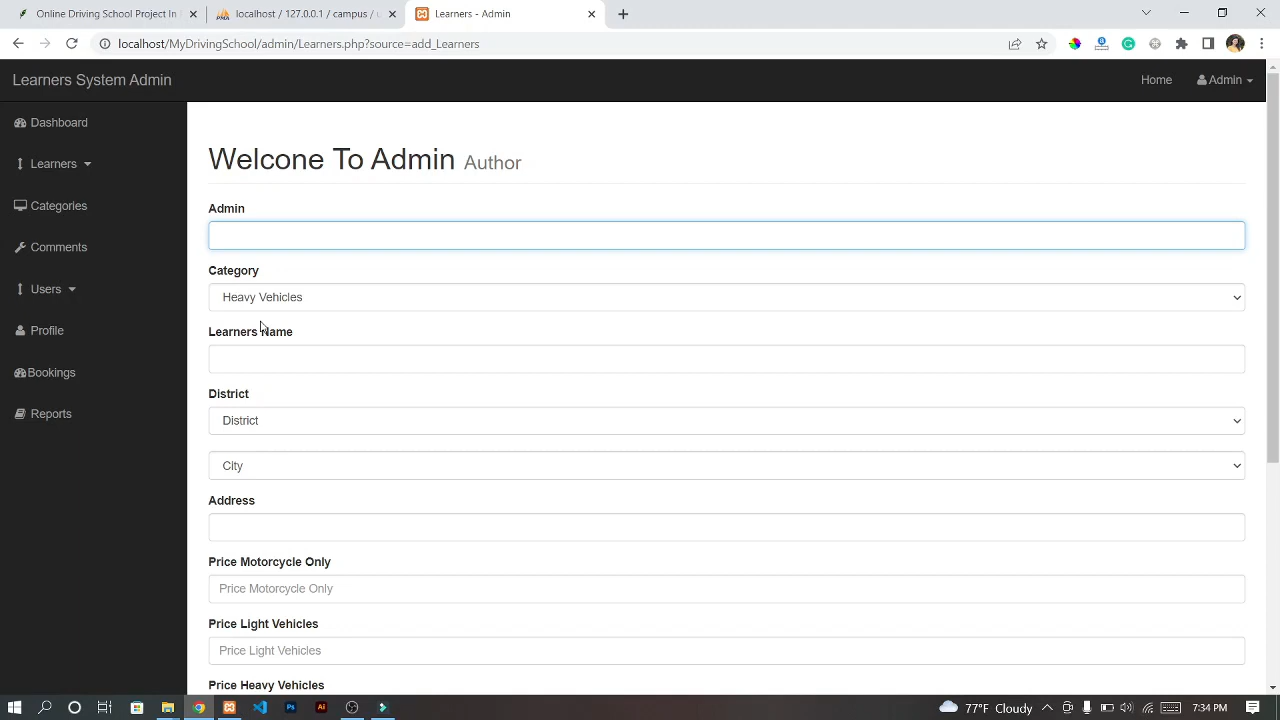 Online Driving School Project In
localhost / 127.0.0.1 / campus / u
Learners - Admin
localhost/MyDrivingSchool/admin/Learners.php?source=add_Learners
Learners System Admin
Home
Admin
Dashboard
Learners
Categories
Comments
Users
Profile
Bookings
Reports
Welcone To Admin Author
Admin
Category
Heavy Vehicles
Learners Name
District
District
City
Address
Price Motorcycle Only
Price Motorcycle Only
Price Light Vehicles
Price Light Vehicles
Price Heavy Vehicles
Ps
Ai
77°F Cloudy
7:34 PM